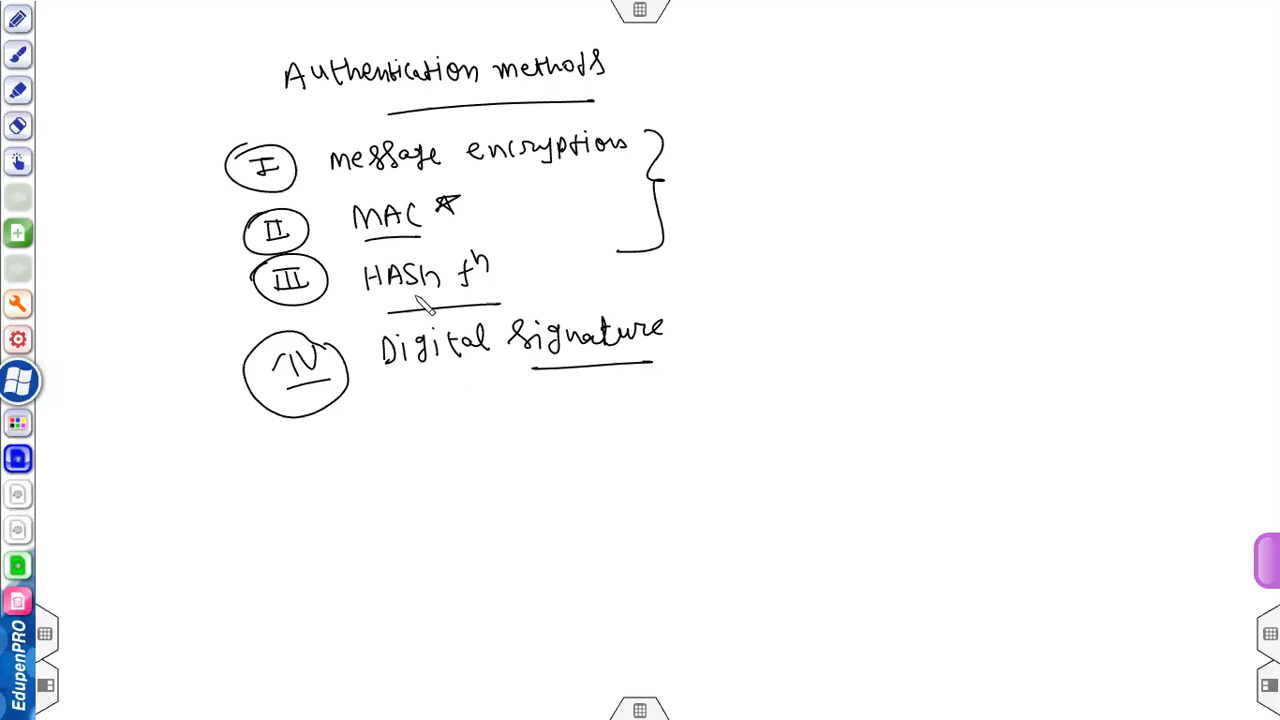 Authentication methods
I message encryption
II MAC *
III HASh fn
IV Digital Signature
EdupenPRO